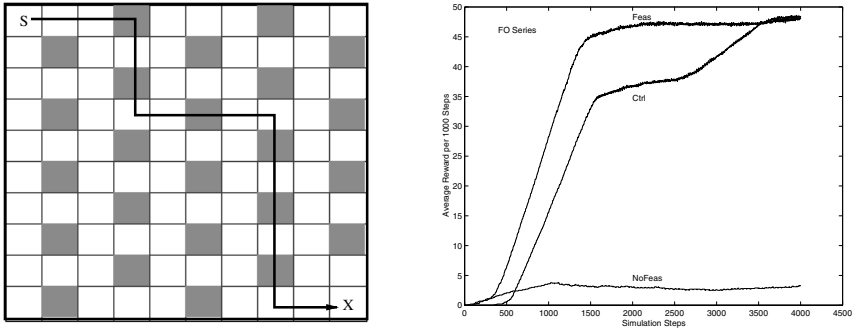 S
X
50
45
40
35
30
25
20
15
10
5
0
Average Reward per 1000 Steps
FO Series
Feas
Ctrl
NoFeas
0 500 1000 1500 2000 2500 3000 3500 4000 4500
Simulation Steps